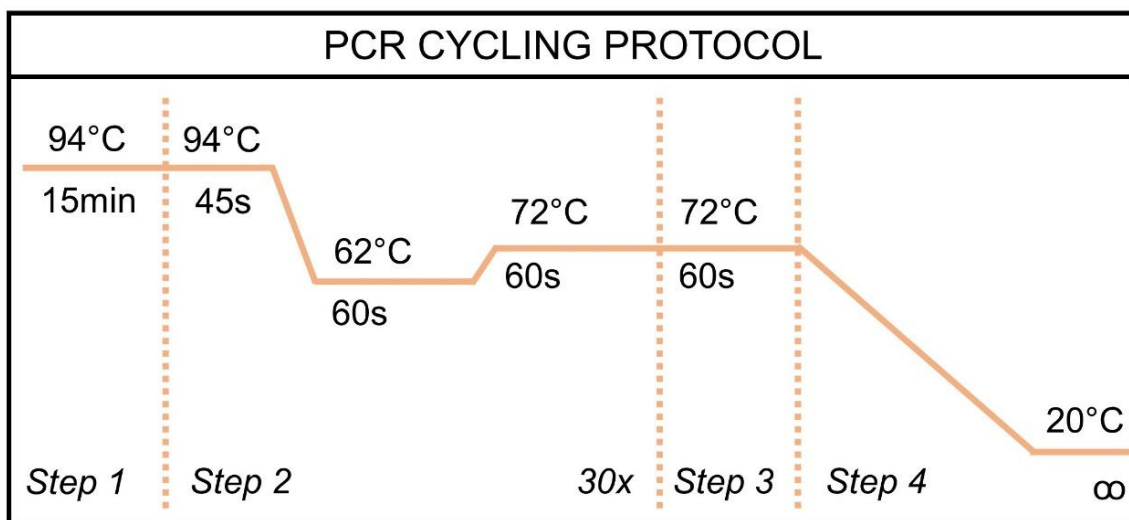 PCR CYCLING PROTOCOL
94°C 94°C
15min 45s
72°C 72°C
62°C
60s 60s
60s
20°C
Step 1 Step 2 30x Step 3 Step 4 ∞